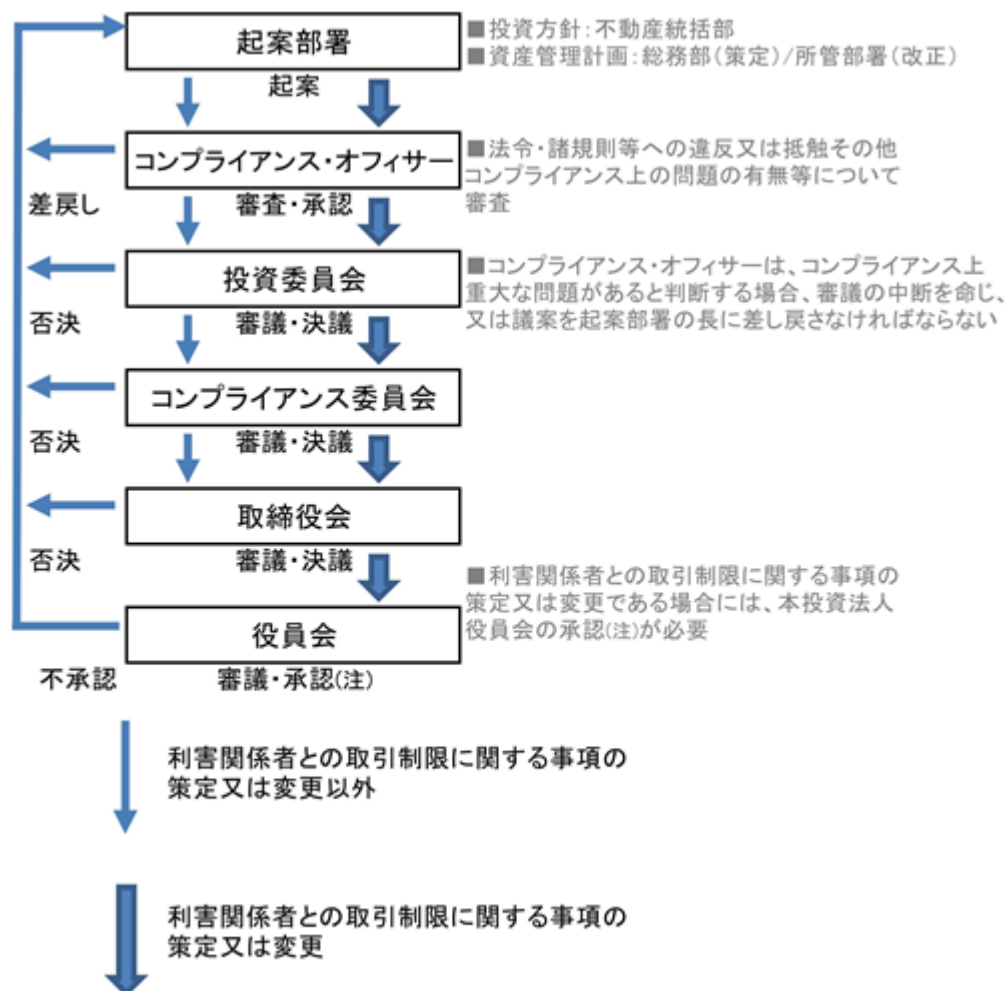 起案部署
■投資方針:不動産統括部
■資産管理計画:総務部(策定)/所管部署(改正)
起案
コンプライアンス・オフィサー
■法令・諸規則等への違反又は抵触その他
コンプライアンス上の問題の有無等について
審査
差戻し
審査・承認
投資委員会
■コンプライアンス・オフィサーは、コンプライアンス上
重大な問題があると判断する場合、審議の中断を命じ、
又は議案を起案部署の長に差し戻さなければならない
否決
審議・決議
コンプライアンス委員会
否決
審議・決議
取締役会
否決
審議・決議
■利害関係者との取引制限に関する事項の
策定又は変更である場合には、本投資法人
役員会の承認(注)が必要
役員会
不承認
審議・承認(注)
利害関係者との取引制限に関する事項の
策定又は変更以外
利害関係者との取引制限に関する事項の
策定又は変更